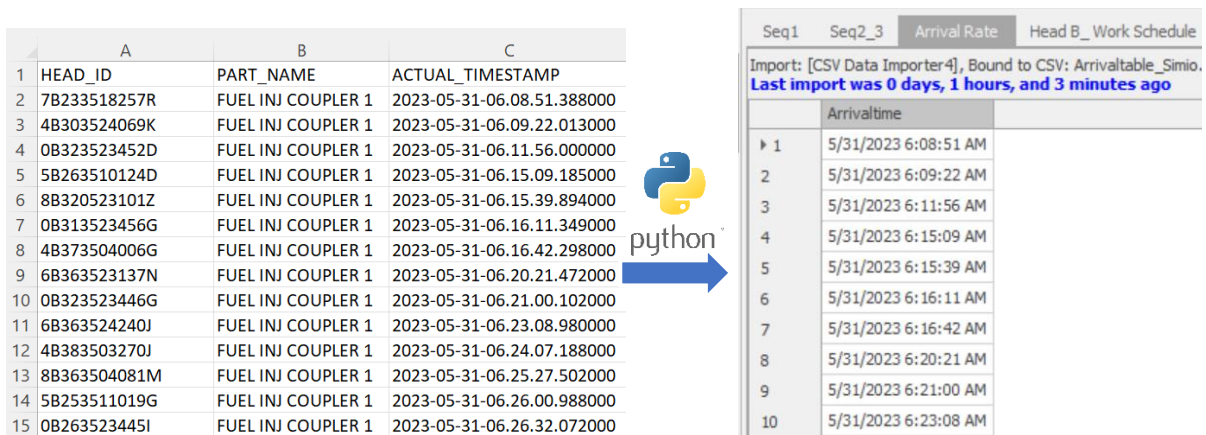 A B C
1 HEAD_ID PART_NAME ACTUAL_TIMESTAMP
2 7B233518257R FUEL INJ COUPLER 1 2023-05-31-06.08.51.388000
3 4B303524069K FUEL INJ COUPLER 1 2023-05-31-06.09.22.013000
4 0B323523452D FUEL INJ COUPLER 1 2023-05-31-06.11.56.000000
5 5B263510124D FUEL INJ COUPLER 1 2023-05-31-06.15.09.185000
6 8B320523101Z FUEL INJ COUPLER 1 2023-05-31-06.15.39.894000
7 0B313523456G FUEL INJ COUPLER 1 2023-05-31-06.16.11.349000
8 4B373504006G FUEL INJ COUPLER 1 2023-05-31-06.16.42.298000
9 6B363523137N FUEL INJ COUPLER 1 2023-05-31-06.20.21.472000
10 0B323523446G FUEL INJ COUPLER 1 2023-05-31-06.21.00.102000
11 6B363524240J FUEL INJ COUPLER 1 2023-05-31-06.23.08.980000
12 4B383503270J FUEL INJ COUPLER 1 2023-05-31-06.24.07.188000
13 8B363504081M FUEL INJ COUPLER 1 2023-05-31-06.25.27.502000
14 5B253511019G FUEL INJ COUPLER 1 2023-05-31-06.26.00.988000
15 0B263523445I FUEL INJ COUPLER 1 2023-05-31-06.26.32.072000
python
Seq1 Seq2_3 Arrival Rate Head B_ Work Schedule
Import: [CSV Data Importer4], Bound to CSV: Arrivaltable_Simio.
Last import was 0 days, 1 hours, and 3 minutes ago
Arrivaltime
1 5/31/2023 6:08:51 AM
2 5/31/2023 6:09:22 AM
3 5/31/2023 6:11:56 AM
4 5/31/2023 6:15:09 AM
5 5/31/2023 6:15:39 AM
6 5/31/2023 6:16:11 AM
7 5/31/2023 6:16:42 AM
8 5/31/2023 6:20:21 AM
9 5/31/2023 6:21:00 AM
10 5/31/2023 6:23:08 AM